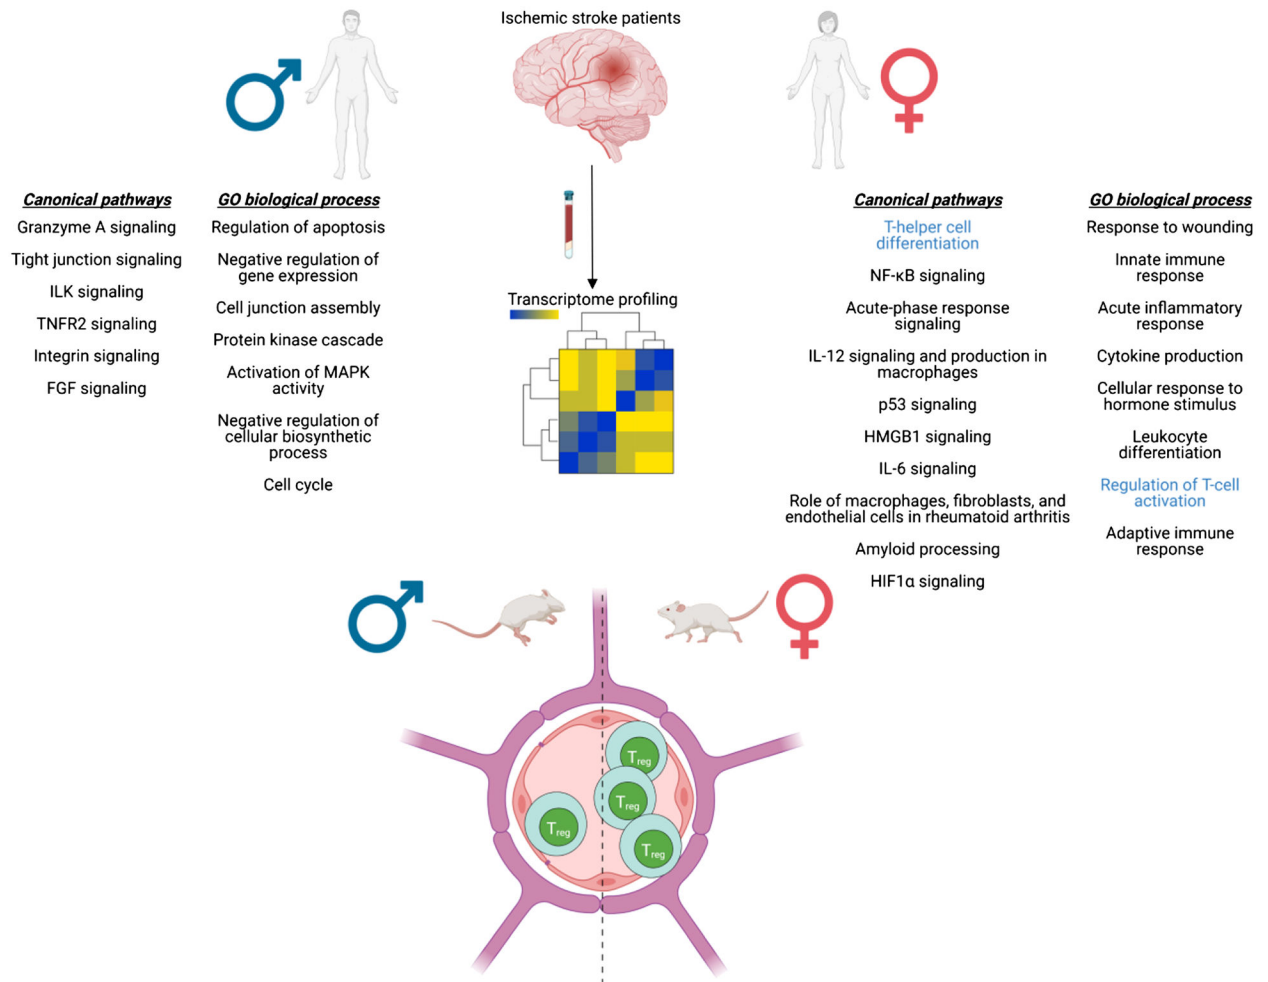 Ischemic stroke patients
Canonical pathways
Granzyme A signaling
Tight junction signaling
ILK signaling
TNFR2 signaling
Integrin signaling
FGF signaling
GO biological process
Regulation of apoptosis
Negative regulation of
gene expression
Cell junction assembly
Protein kinase cascade
Activation of MAPK
activity
Negative regulation of
cellular biosynthetic
process
Cell cycle
Transcriptome profiling
Canonical pathways
T-helper cell
differentiation
NF-κB signaling
Acute-phase response
signaling
IL-12 signaling and production in
macrophages
p53 signaling
HMGB1 signaling
IL-6 signaling
Role of macrophages, fibroblasts, and
endothelial cells in rheumatoid arthritis
Amyloid processing
HIF1α signaling
GO biological process
Response to wounding
Innate immune
response
Acute inflammatory
response
Cytokine production
Cellular response to
hormone stimulus
Leukocyte
differentiation
Regulation of T-cell
activation
Adaptive immune
response
Treg
Treg
Treg
Treg